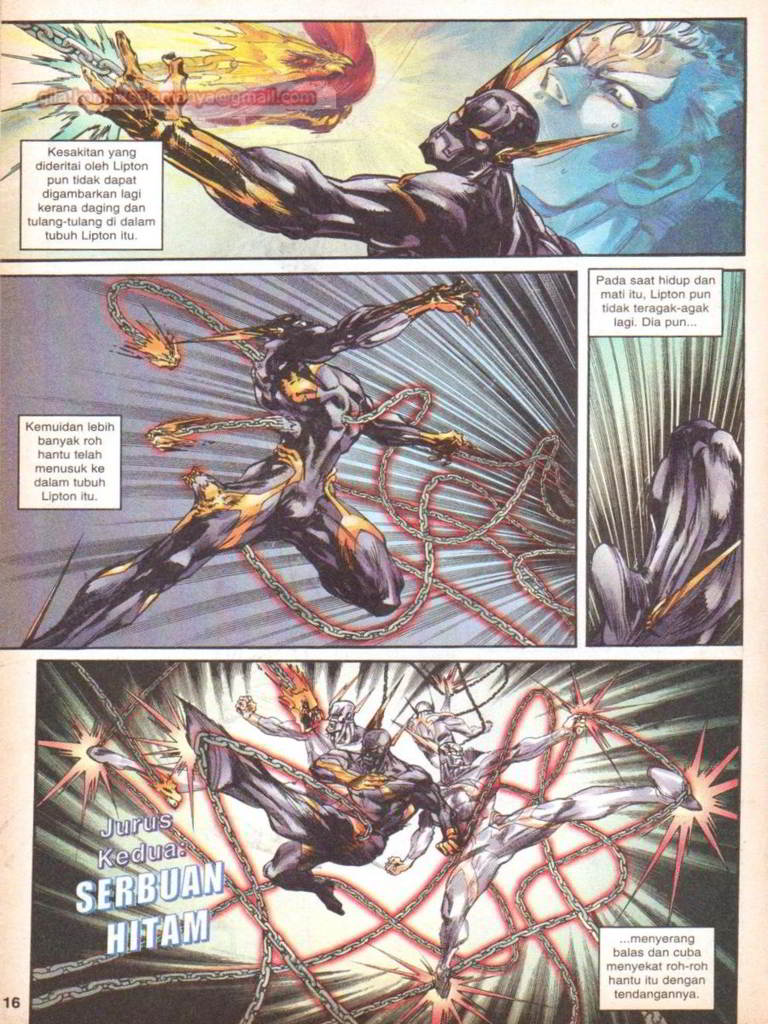 Kesakitan yang
dideritai oleh Lipton
pun tidak dapat
digambarkan lagi
kerana daging dan
tulang-tulang di dalam
tubuh Lipton itu.
Kemuidan lebih
banyak roh
hantu telah
menusuk ke
dalam tubuh
Lipton itu.
Pada saat hidup dan
mati itu, Lipton pun
tidak teragak-agak
lagi. Dia pun...
Jurus
Kedua:
SERBUAN
HITAM
...menyerang
balas dan cuba
menyekat roh-roh
hantu itu dengan
tendangannya.
16